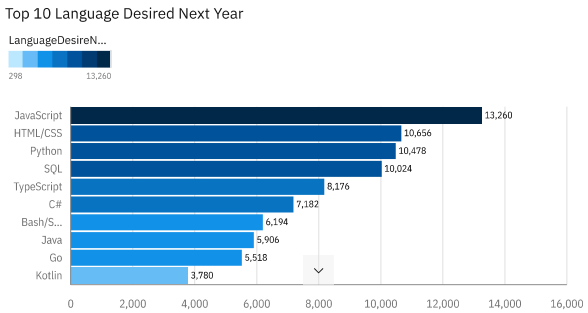 Top 10 Language Desired Next Year
LanguageDesireN...
298 13,260
JavaScript 13,260
HTML/CSS 10,656
Python 10,478
SQL 10,024
TypeScript 8,176
C# 7,182
Bash/S... 6,194
Java 5,906
Go 5,518
Kotlin 3,780
0 2,000 4,000 6,000 8,000 10,000 12,000 14,000 16,000